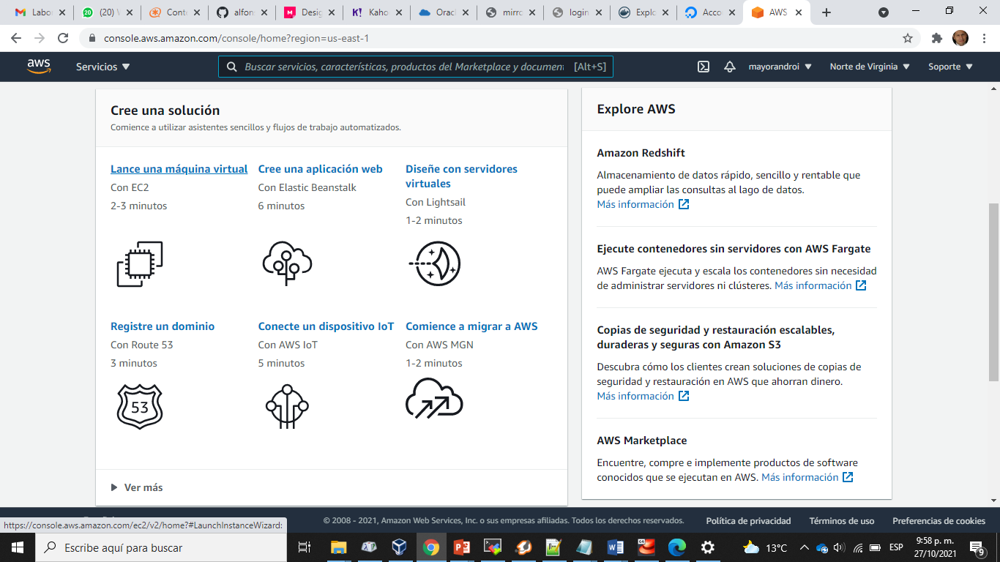 Labor
(20) V
Cont
alfon
Desig
Kaho
Orac
mirro
login
Explo
Acco
AWS
console.aws.amazon.com/console/home?region=us-east-1
aws
Servicios
Buscar servicios, características, productos del Marketplace y document
[Alt+S]
mayorandroi
Norte de Virginia
Soporte
Cree una solución
Comience a utilizar asistentes sencillos y flujos de trabajo automatizados.
Lance una máquina virtual
Con EC2
2-3 minutos
Cree una aplicación web
Con Elastic Beanstalk
6 minutos
Diseñe con servidores
virtuales
Con Lightsail
1-2 minutos
Registre un dominio
Con Route 53
3 minutos
53
Conecte un dispositivo IoT
Con AWS IoT
5 minutos
Comience a migrar a AWS
Con AWS MGN
1-2 minutos
Ver más
Explore AWS
Amazon Redshift
Almacenamiento de datos rápido, sencillo y rentable que
puede ampliar las consultas al lago de datos.
Más información
Ejecute contenedores sin servidores con AWS Fargate
AWS Fargate ejecuta y escala los contenedores sin necesidad
de administrar servidores ni clústeres. Más información
Copias de seguridad y restauración escalables,
duraderas y seguras con Amazon S3
Descubra cómo los clientes crean soluciones de copias de
seguridad y restauración en AWS que ahorran dinero.
Más información
AWS Marketplace
Encuentre, compre e implemente productos de software
conocidos que se ejecutan en AWS. Más información
https://console.aws.amazon.com/ec2/v2/home?#LaunchInstanceWizard:
© 2008 - 2021, Amazon Web Services, Inc. o sus empresas afiliadas. Todos los derechos reservados.
Política de privacidad
Términos de uso
Preferencias de cookies
Escribe aquí para buscar
13°C
ESP
9:58 p. m.
27/10/2021
9